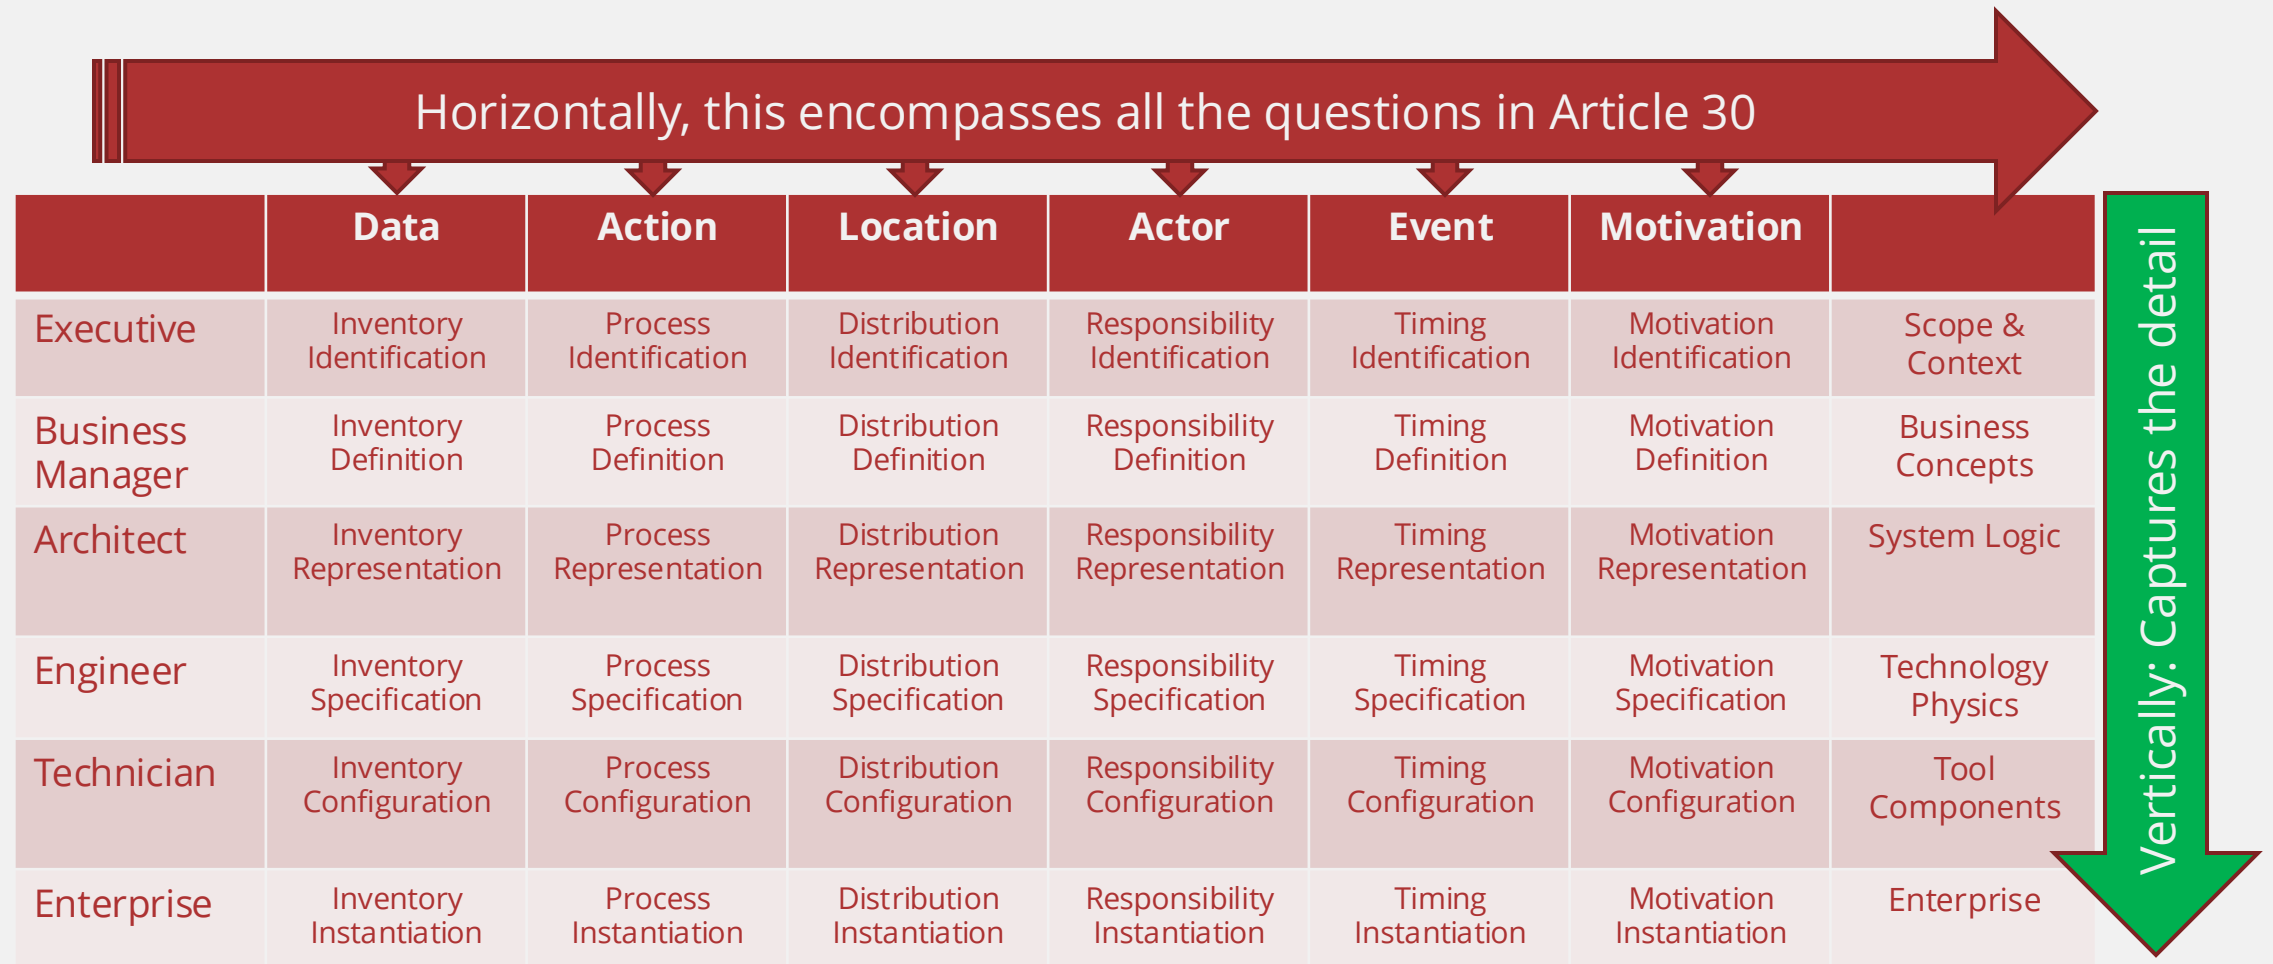 Horizontally, this encompasses all the questions in Article 30
Data
Action
Location
Actor
Event
Motivation
Executive
Inventory
Identification
Process
Identification
Distribution
Identification
Responsibility
Identification
Timing
Identification
Motivation
Identification
Scope &
Context
Business
Manager
Inventory
Definition
Process
Definition
Distribution
Definition
Responsibility
Definition
Timing
Definition
Motivation
Definition
Business
Concepts
Architect
Inventory
Representation
Process
Representation
Distribution
Representation
Responsibility
Representation
Timing
Representation
Motivation
Representation
System Logic
Engineer
Inventory
Specification
Process
Specification
Distribution
Specification
Responsibility
Specification
Timing
Specification
Motivation
Specification
Technology
Physics
Technician
Inventory
Configuration
Process
Configuration
Distribution
Configuration
Responsibility
Configuration
Timing
Configuration
Motivation
Configuration
Tool
Components
Enterprise
Inventory
Instantiation
Process
Instantiation
Distribution
Instantiation
Responsibility
Instantiation
Timing
Instantiation
Motivation
Instantiation
Enterprise
Vertically: Captures the detail